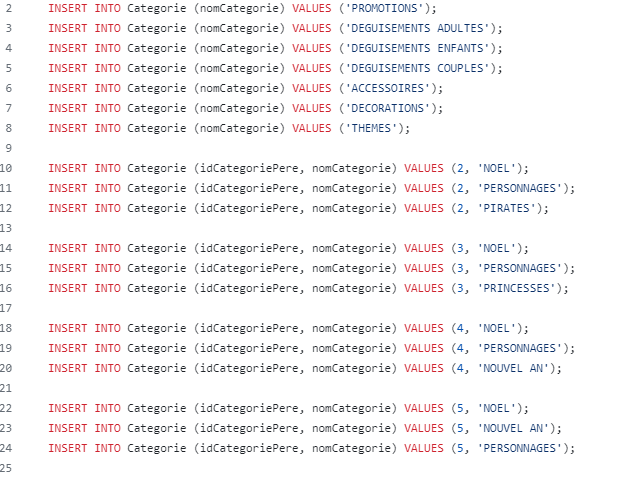 2 INSERT INTO Categorie (nomCategorie) VALUES ('PROMOTIONS');
3 INSERT INTO Categorie (nomCategorie) VALUES ('DEGUISEMENTS ADULTES');
4 INSERT INTO Categorie (nomCategorie) VALUES ('DEGUISEMENTS ENFANTS');
5 INSERT INTO Categorie (nomCategorie) VALUES ('DEGUISEMENTS COUPLES');
6 INSERT INTO Categorie (nomCategorie) VALUES ('ACCESSOIRES');
7 INSERT INTO Categorie (nomCategorie) VALUES ('DECORATIONS');
8 INSERT INTO Categorie (nomCategorie) VALUES ('THEMES');
9
10 INSERT INTO Categorie (idCategoriePere, nomCategorie) VALUES (2, 'NOEL');
11 INSERT INTO Categorie (idCategoriePere, nomCategorie) VALUES (2, 'PERSONNAGES');
12 INSERT INTO Categorie (idCategoriePere, nomCategorie) VALUES (2, 'PIRATES');
13
14 INSERT INTO Categorie (idCategoriePere, nomCategorie) VALUES (3, 'NOEL');
15 INSERT INTO Categorie (idCategoriePere, nomCategorie) VALUES (3, 'PERSONNAGES');
16 INSERT INTO Categorie (idCategoriePere, nomCategorie) VALUES (3, 'PRINCESSES');
17
18 INSERT INTO Categorie (idCategoriePere, nomCategorie) VALUES (4, 'NOEL');
19 INSERT INTO Categorie (idCategoriePere, nomCategorie) VALUES (4, 'PERSONNAGES');
20 INSERT INTO Categorie (idCategoriePere, nomCategorie) VALUES (4, 'NOUVEL AN');
21
22 INSERT INTO Categorie (idCategoriePere, nomCategorie) VALUES (5, 'NOEL');
23 INSERT INTO Categorie (idCategoriePere, nomCategorie) VALUES (5, 'NOUVEL AN');
24 INSERT INTO Categorie (idCategoriePere, nomCategorie) VALUES (5, 'PERSONNAGES');
25